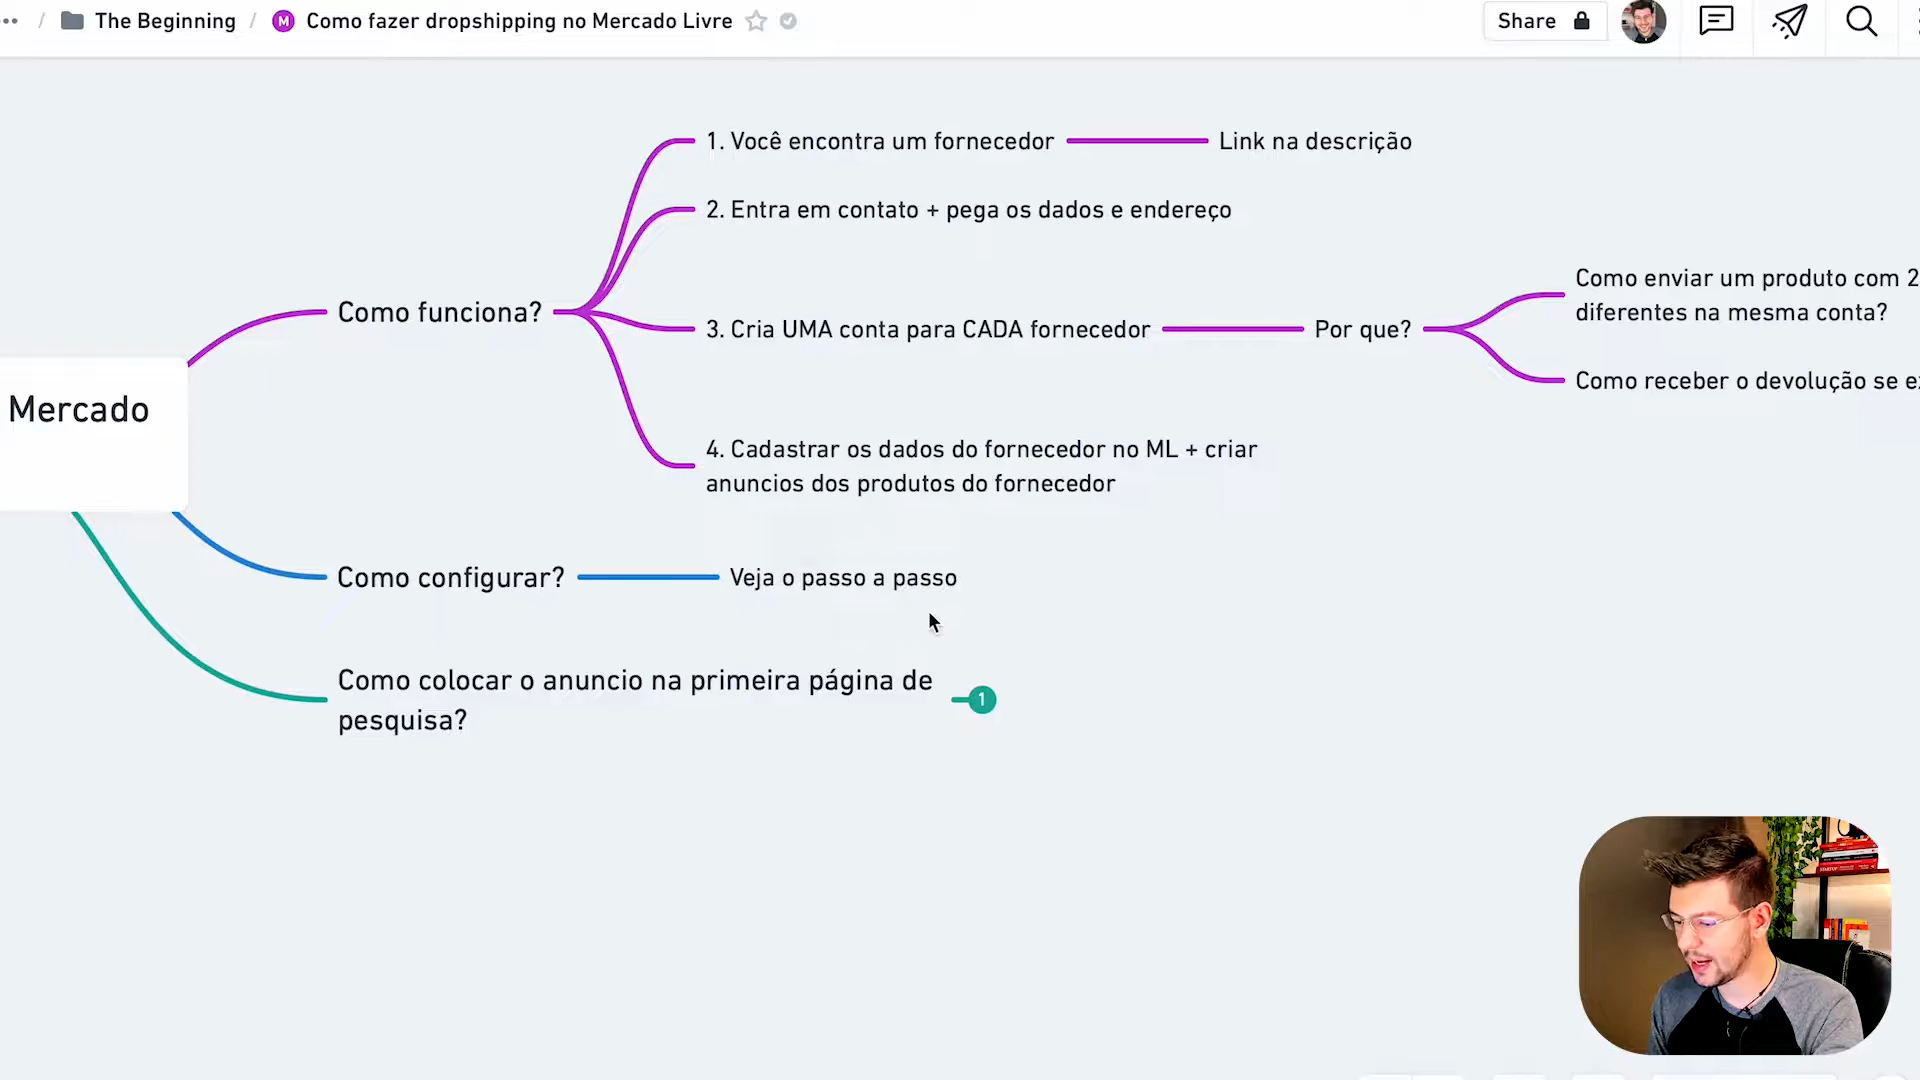 The Beginning / M Como fazer dropshipping no Mercado Livre
Share
1. Você encontra um fornecedor
Link na descrição
2. Entra em contato + pega os dados e endereço
Como funciona?
3. Cria UMA conta para CADA fornecedor
Por que?
Como enviar um produto com 2
diferentes na mesma conta?
Como receber o devolução se
Mercado
4. Cadastrar os dados do fornecedor no ML + criar
anuncios dos produtos do fornecedor
Como configurar?
Veja o passo a passo
Como colocar o anuncio na primeira página de
pesquisa?
1